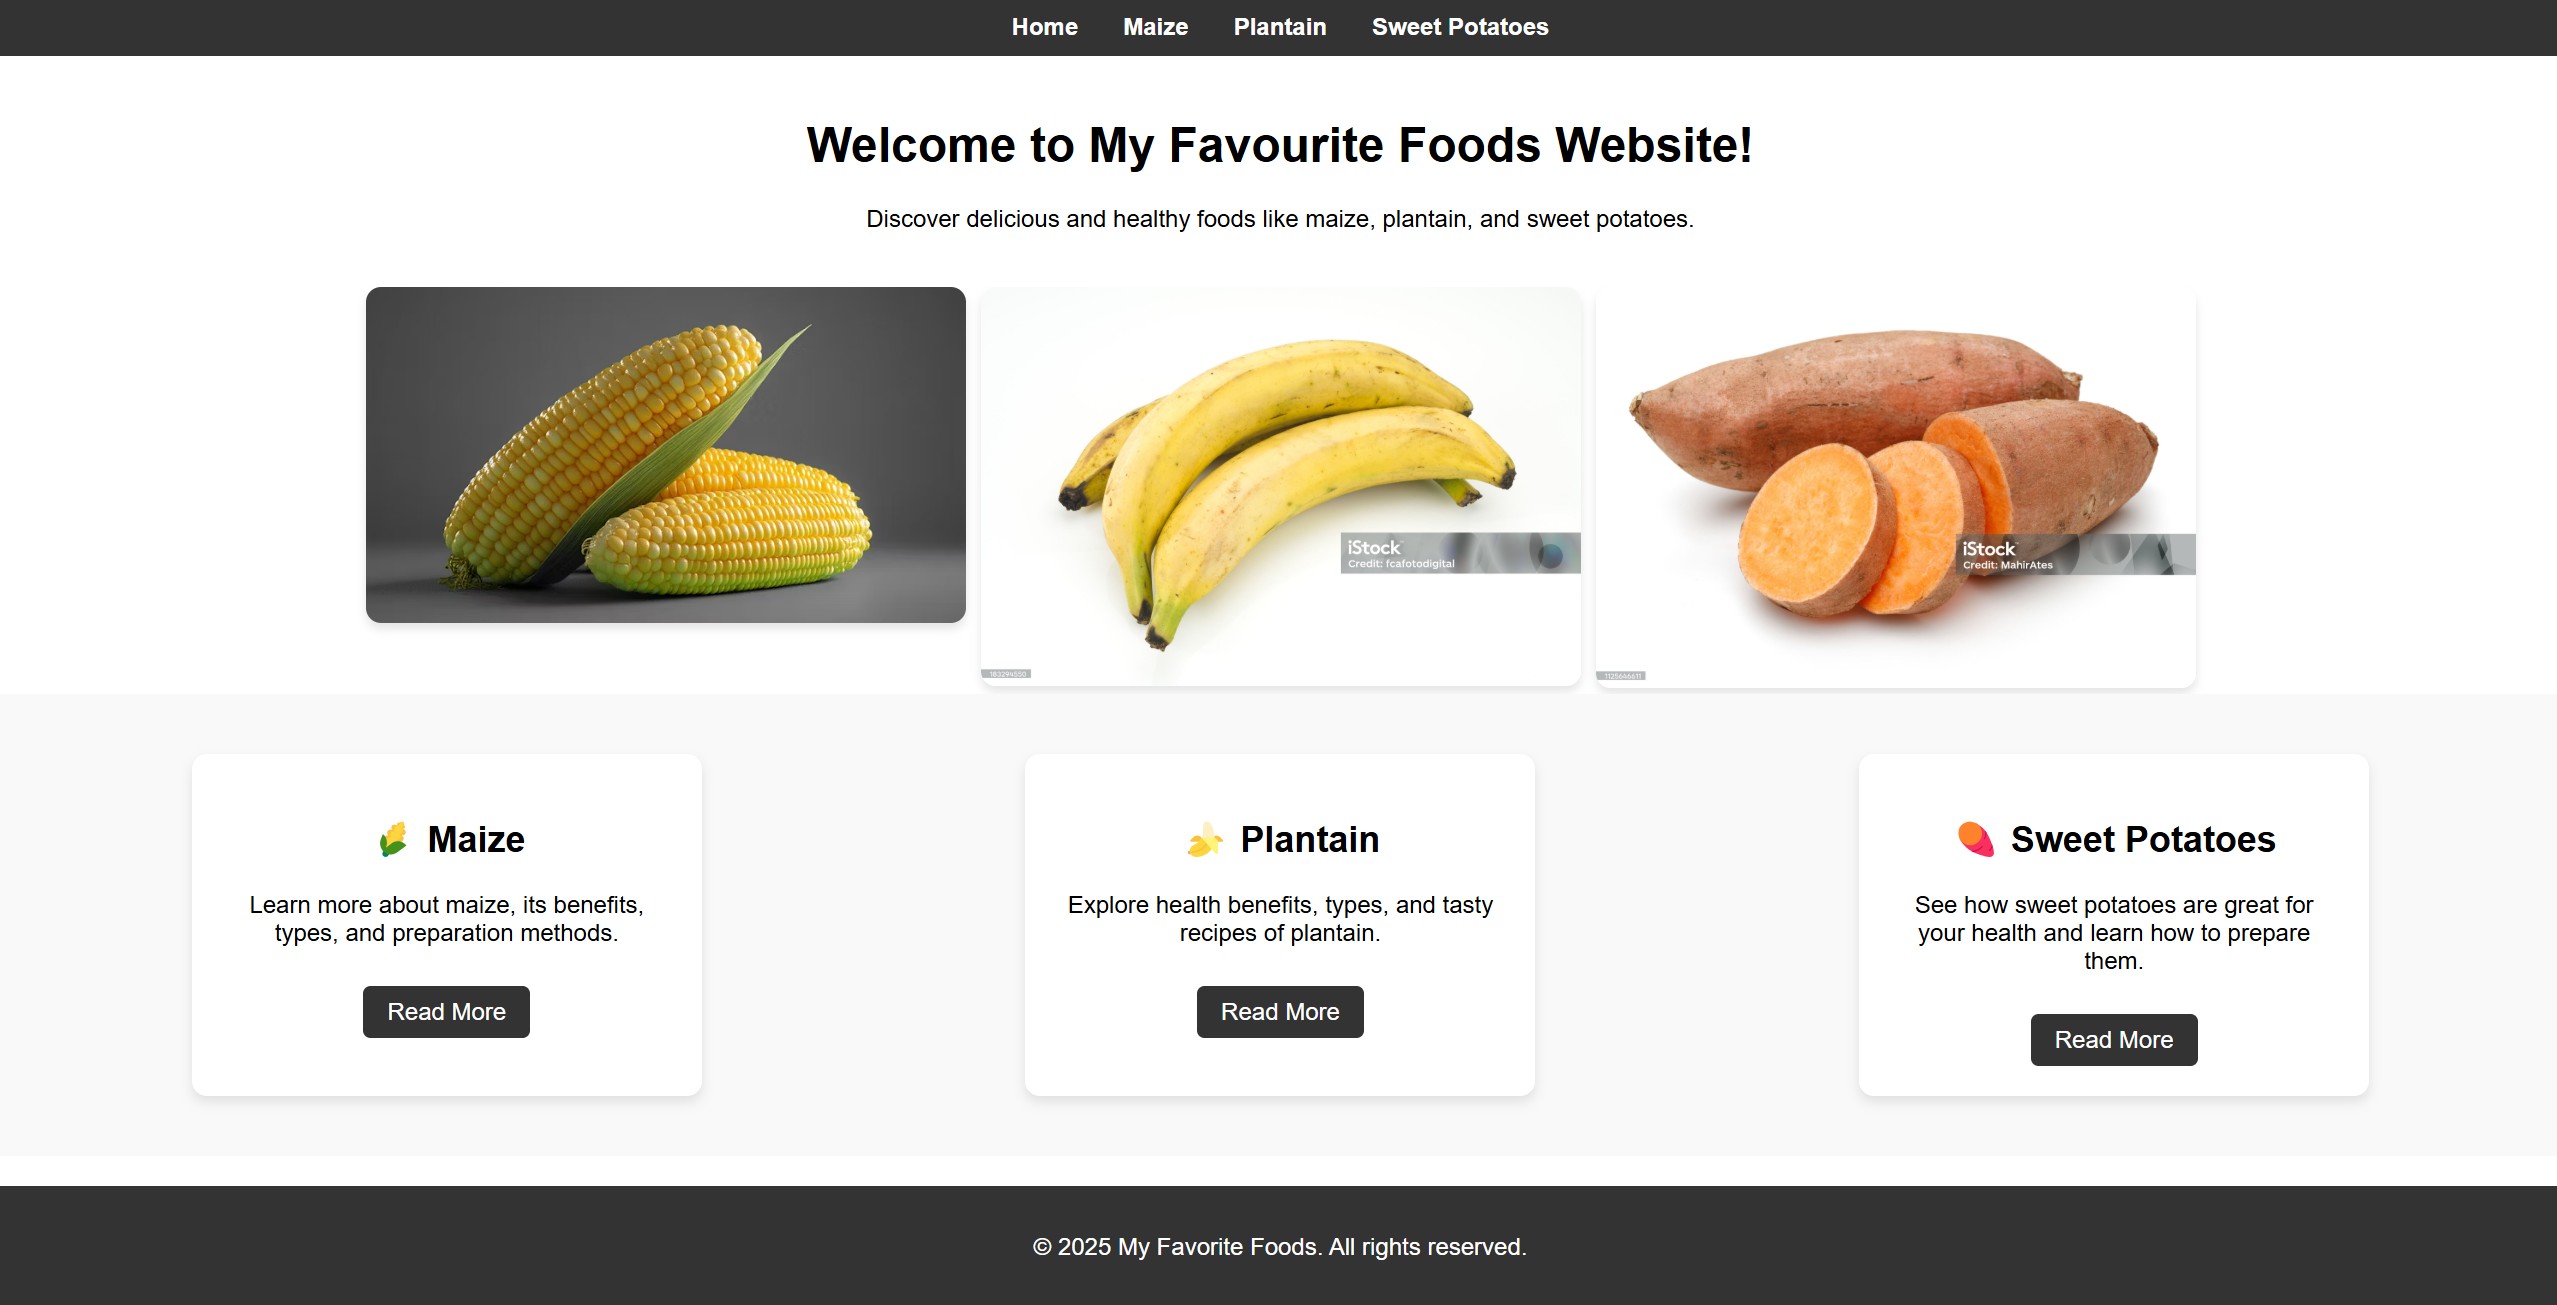 Home Maize Plantain Sweet Potatoes
Welcome to My Favourite Foods Website!
Discover delicious and healthy foods like maize, plantain, and sweet potatoes.
iStock
Credit: fcafotodigital
183294550
iStock
Credit: MahirAtes
1125646611
Maize
Learn more about maize, its benefits,
types, and preparation methods.
Read More
Plantain
Explore health benefits, types, and tasty
recipes of plantain.
Read More
Sweet Potatoes
See how sweet potatoes are great for
your health and learn how to prepare
them.
Read More
© 2025 My Favorite Foods. All rights reserved.